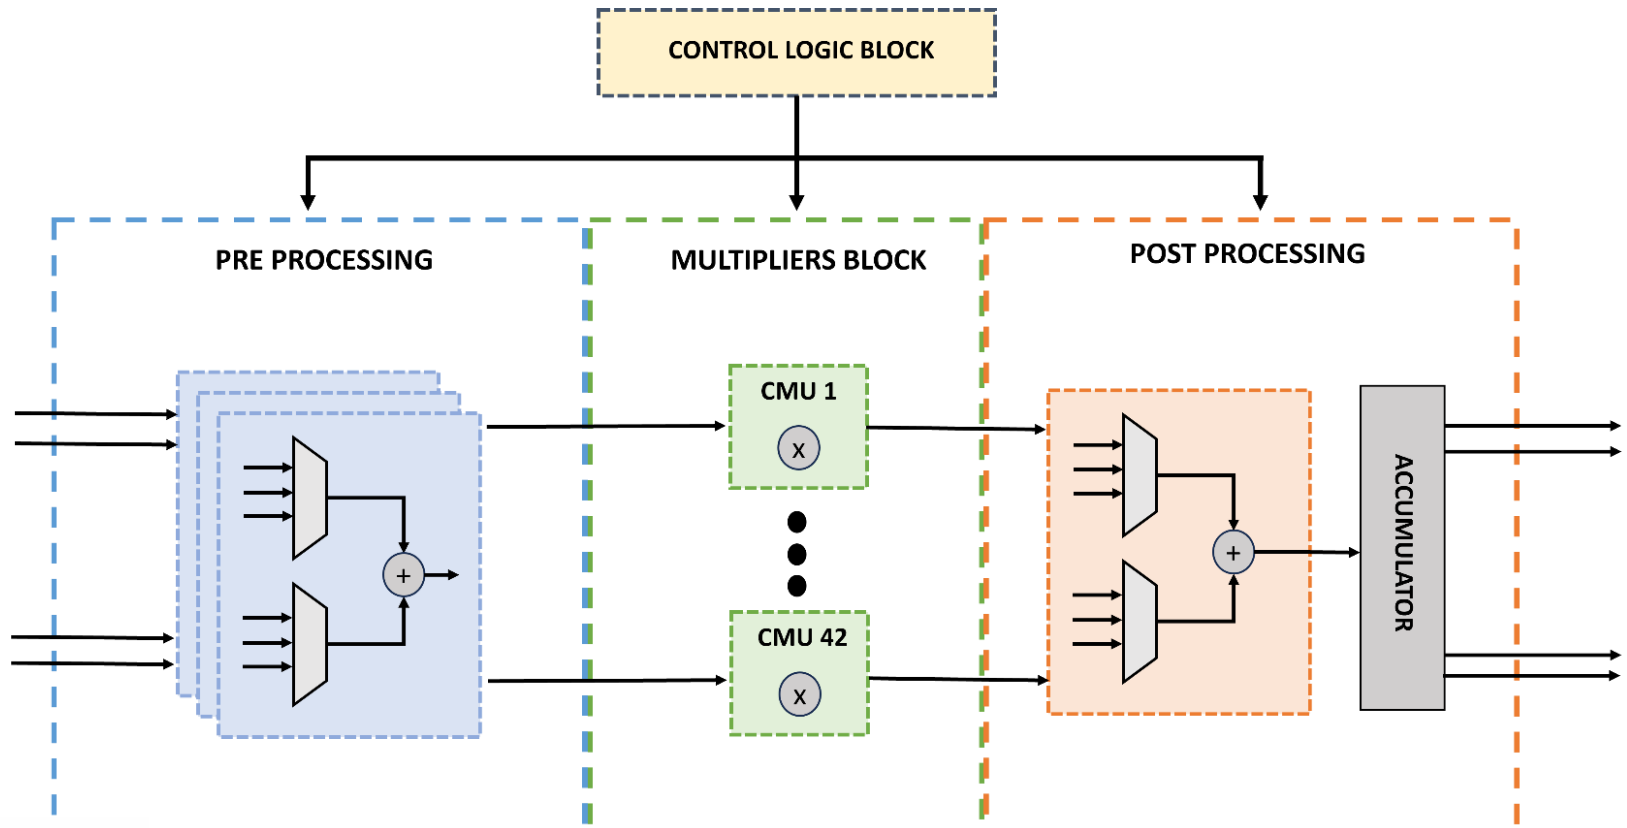 CONTROL LOGIC BLOCK
PRE PROCESSING
MULTIPLIERS BLOCK
POST PROCESSING
CMU 1
X
+
+
CMU 42
X
ACCUMULATOR